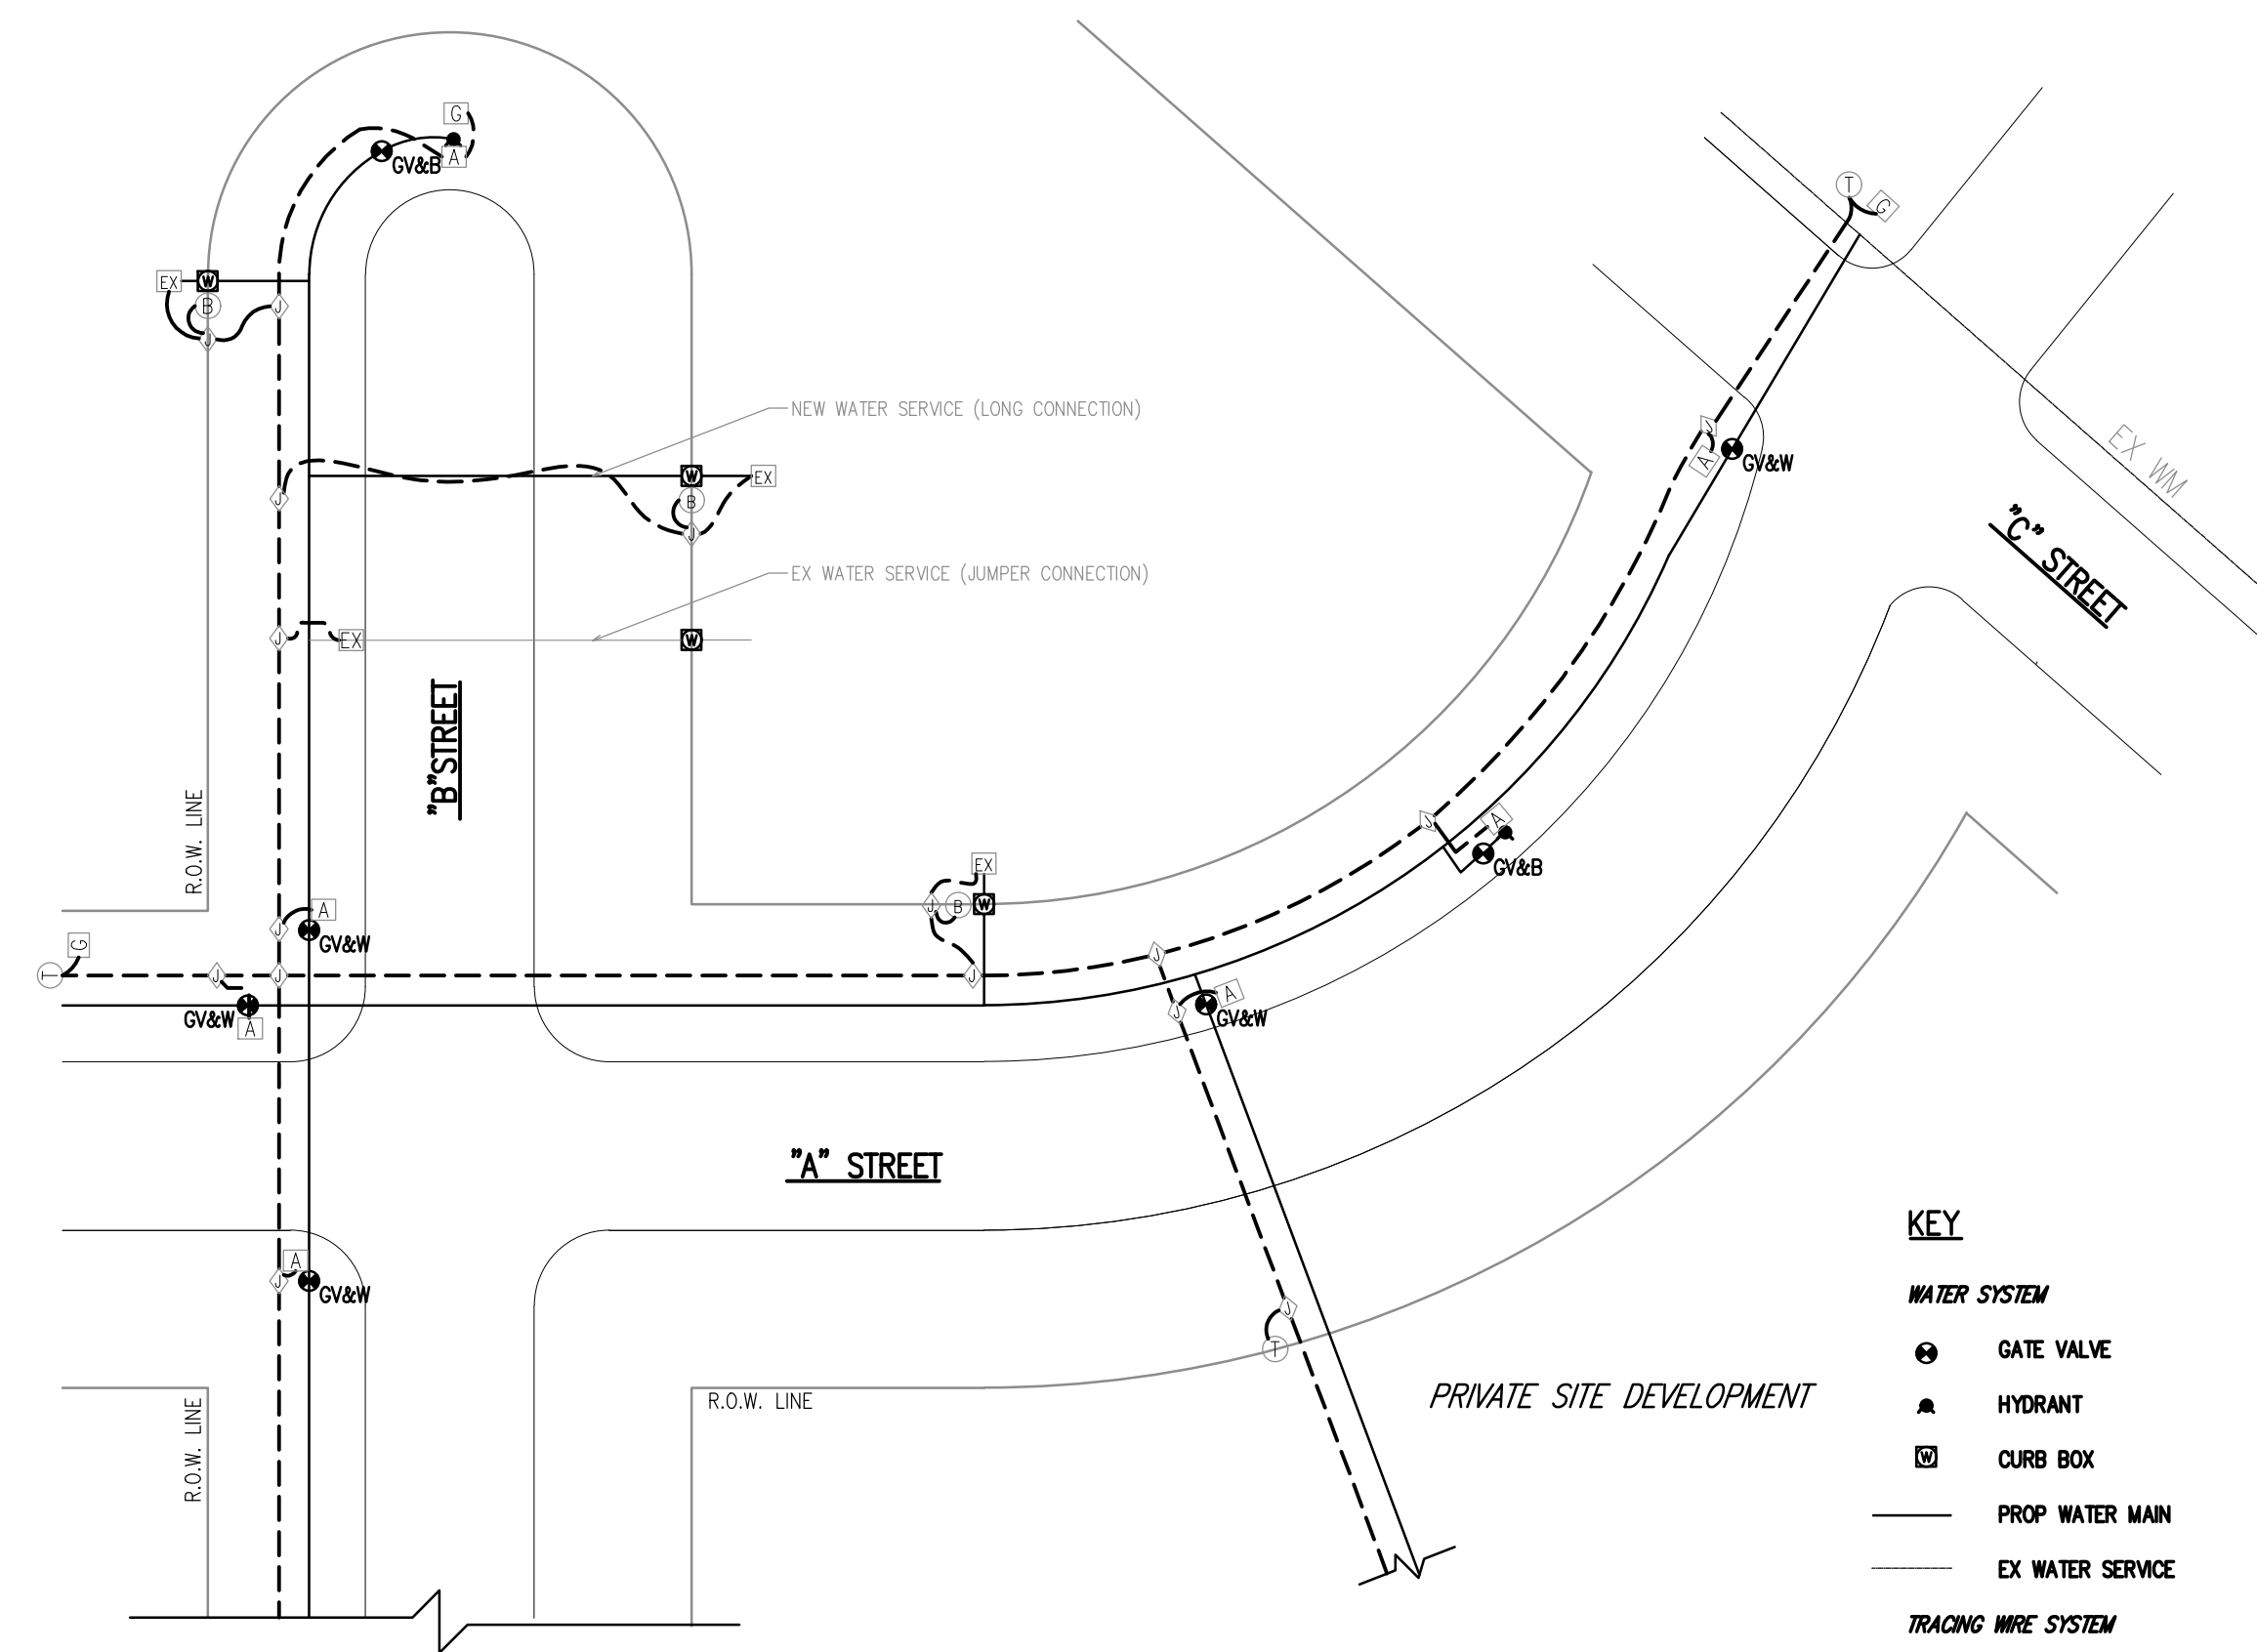 G
GV&B
A
T
G
EX
W
B
J
J
NEW WATER SERVICE (LONG CONNECTION)
J
A
GV&W
EX WM
"C" STREET
W
EX
B
J
J
EX WATER SERVICE (JUMPER CONNECTION)
J
EX
W
"B"STREET
R.O.W. LINE
J
A
GV&B
EX
J
B
W
A
J
GV&W
G
T
J
J
J
J
GV&W
A
J
A
GV&W
"A" STREET
A
J
GV&W
J
T
R.O.W. LINE
R.O.W. LINE
PRIVATE SITE DEVELOPMENT
KEY
WATER SYSTEM
GATE VALVE
HYDRANT
W
CURB BOX
PROP WATER MAIN
EX WATER SERVICE
TRACING WIRE SYSTEM